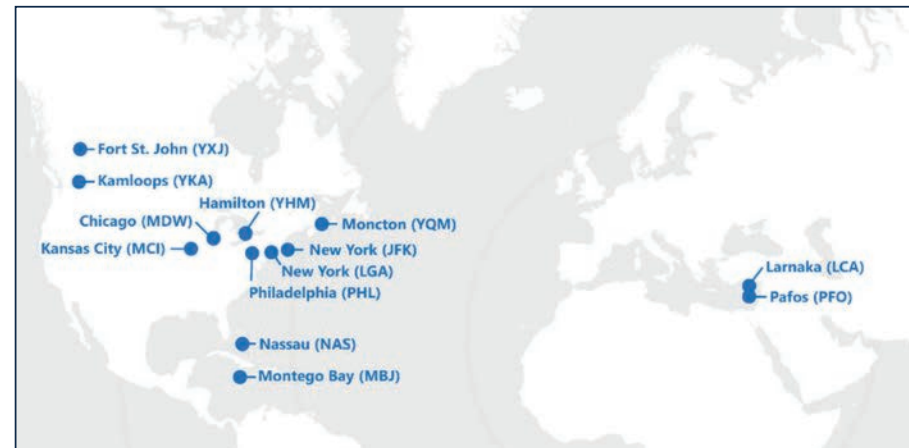 Fort St. John (YXJ)
Kamloops (YKA)
Hamilton (YHM)
Chicago (MDW)
Moncton (YQM)
Kansas City (MCI)
New York (JFK)
New York (LGA)
Larnaka (LCA)
Philadelphia (PHL)
Pafos (PFO)
Nassau (NAS)
Montego Bay (MBJ)